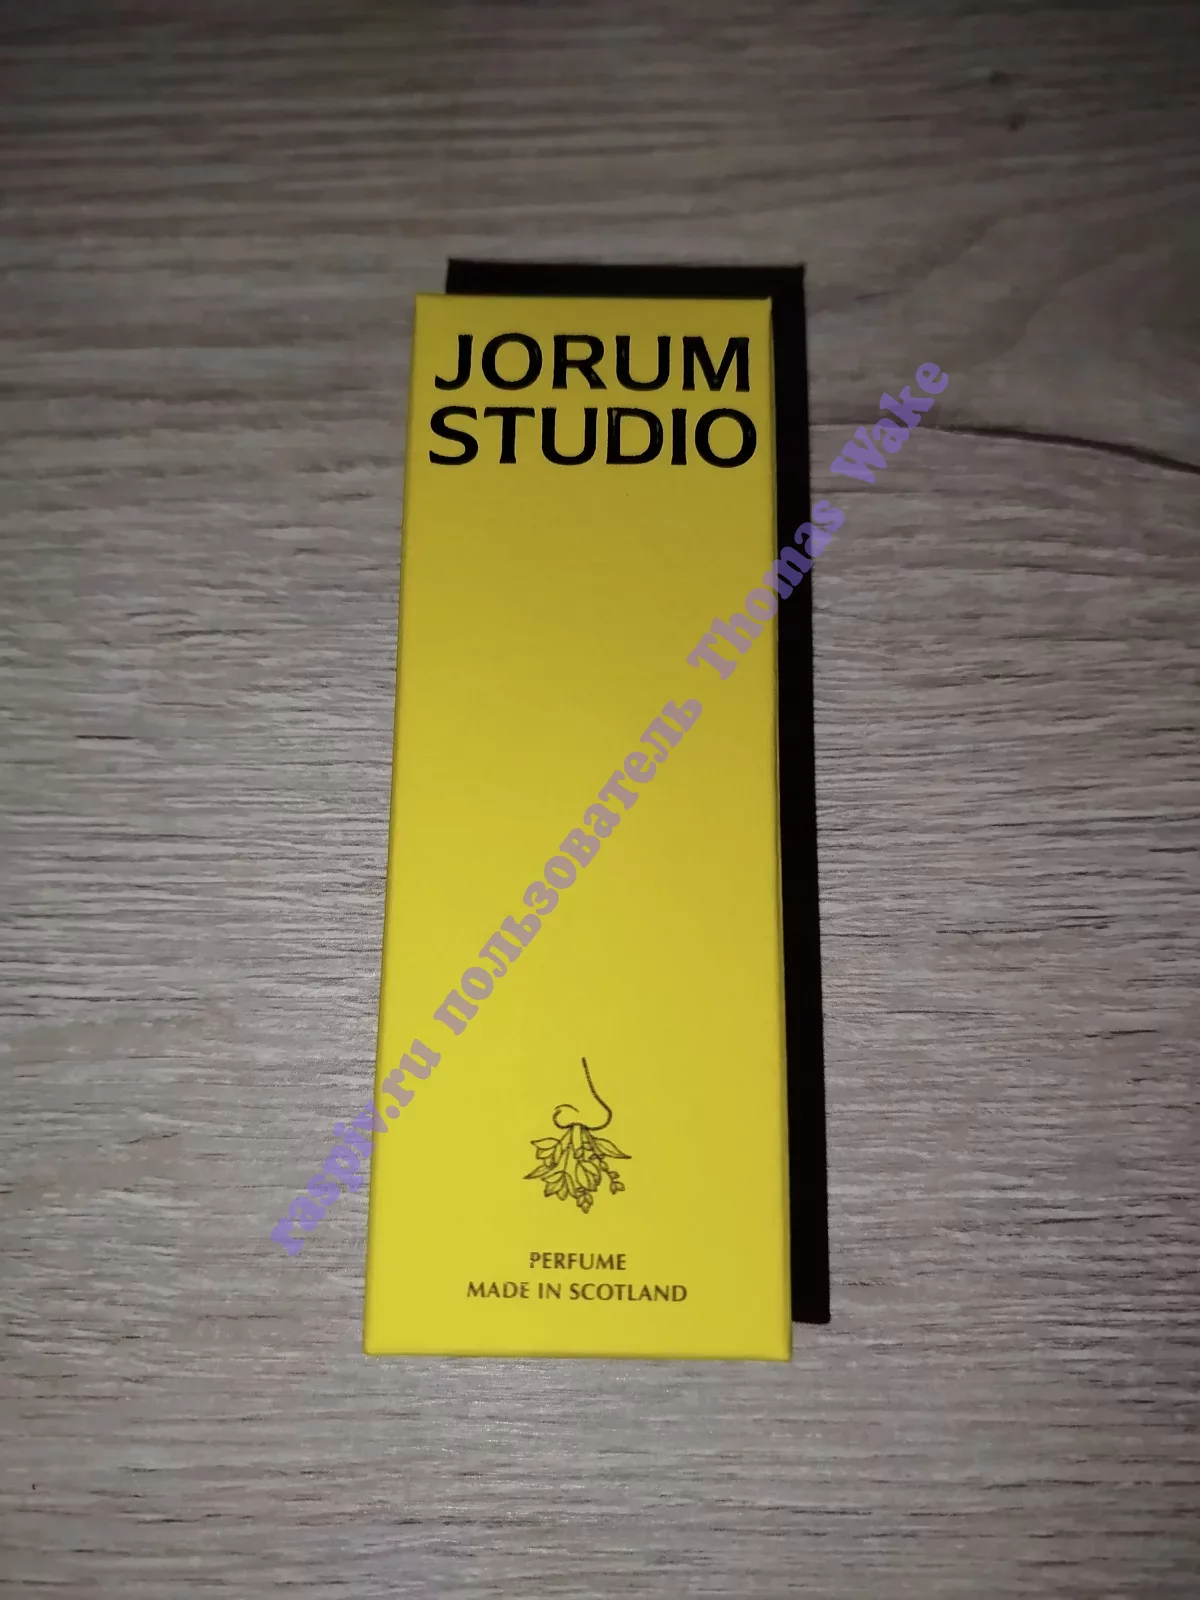 JORUM
STUDIO
raspiv.ru пользователь Thomas Wake
PERFUME
MADE IN SCOTLAND